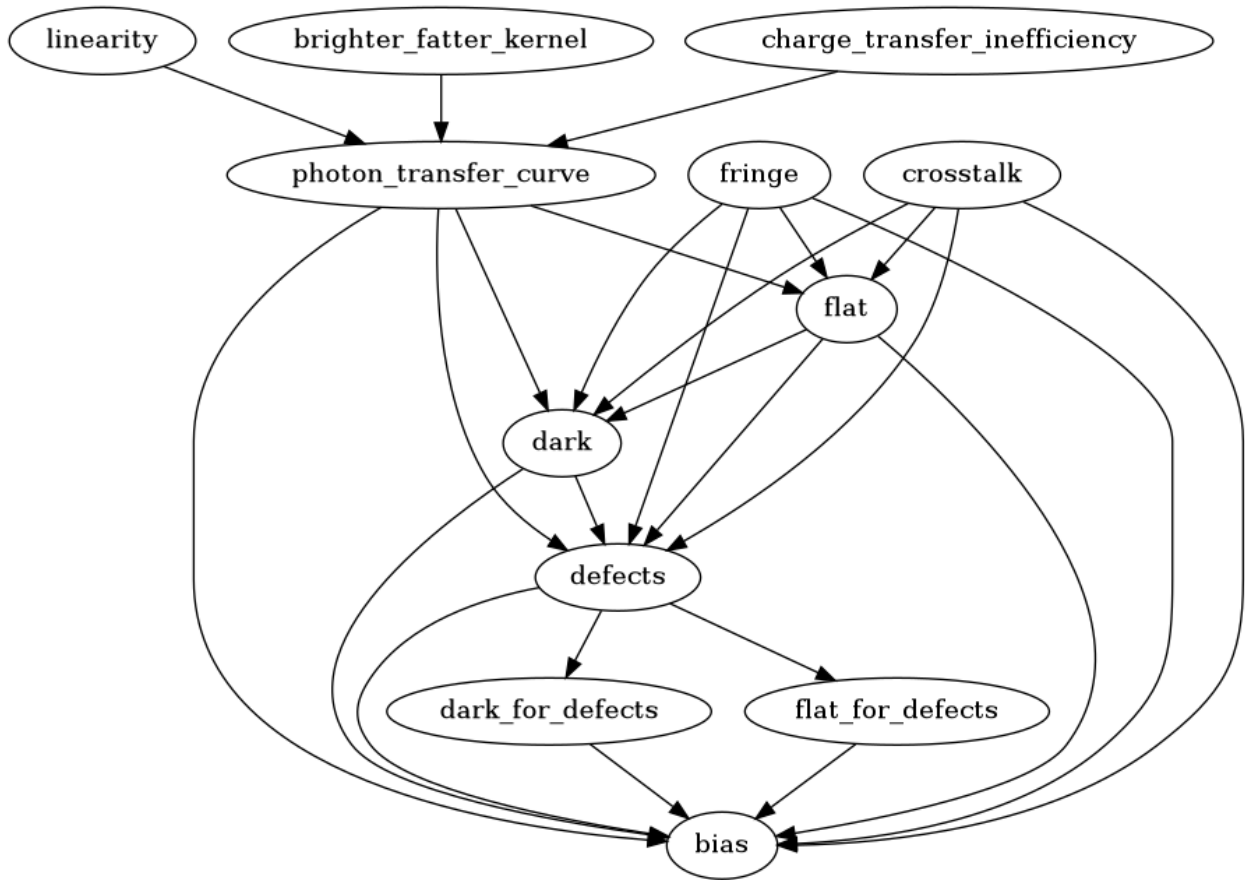 linearity
brighter_fatter_kernel
charge_transfer_inefficiency
photon_transfer_curve
fringe
crosstalk
flat
dark
defects
dark_for_defects
flat_for_defects
bias